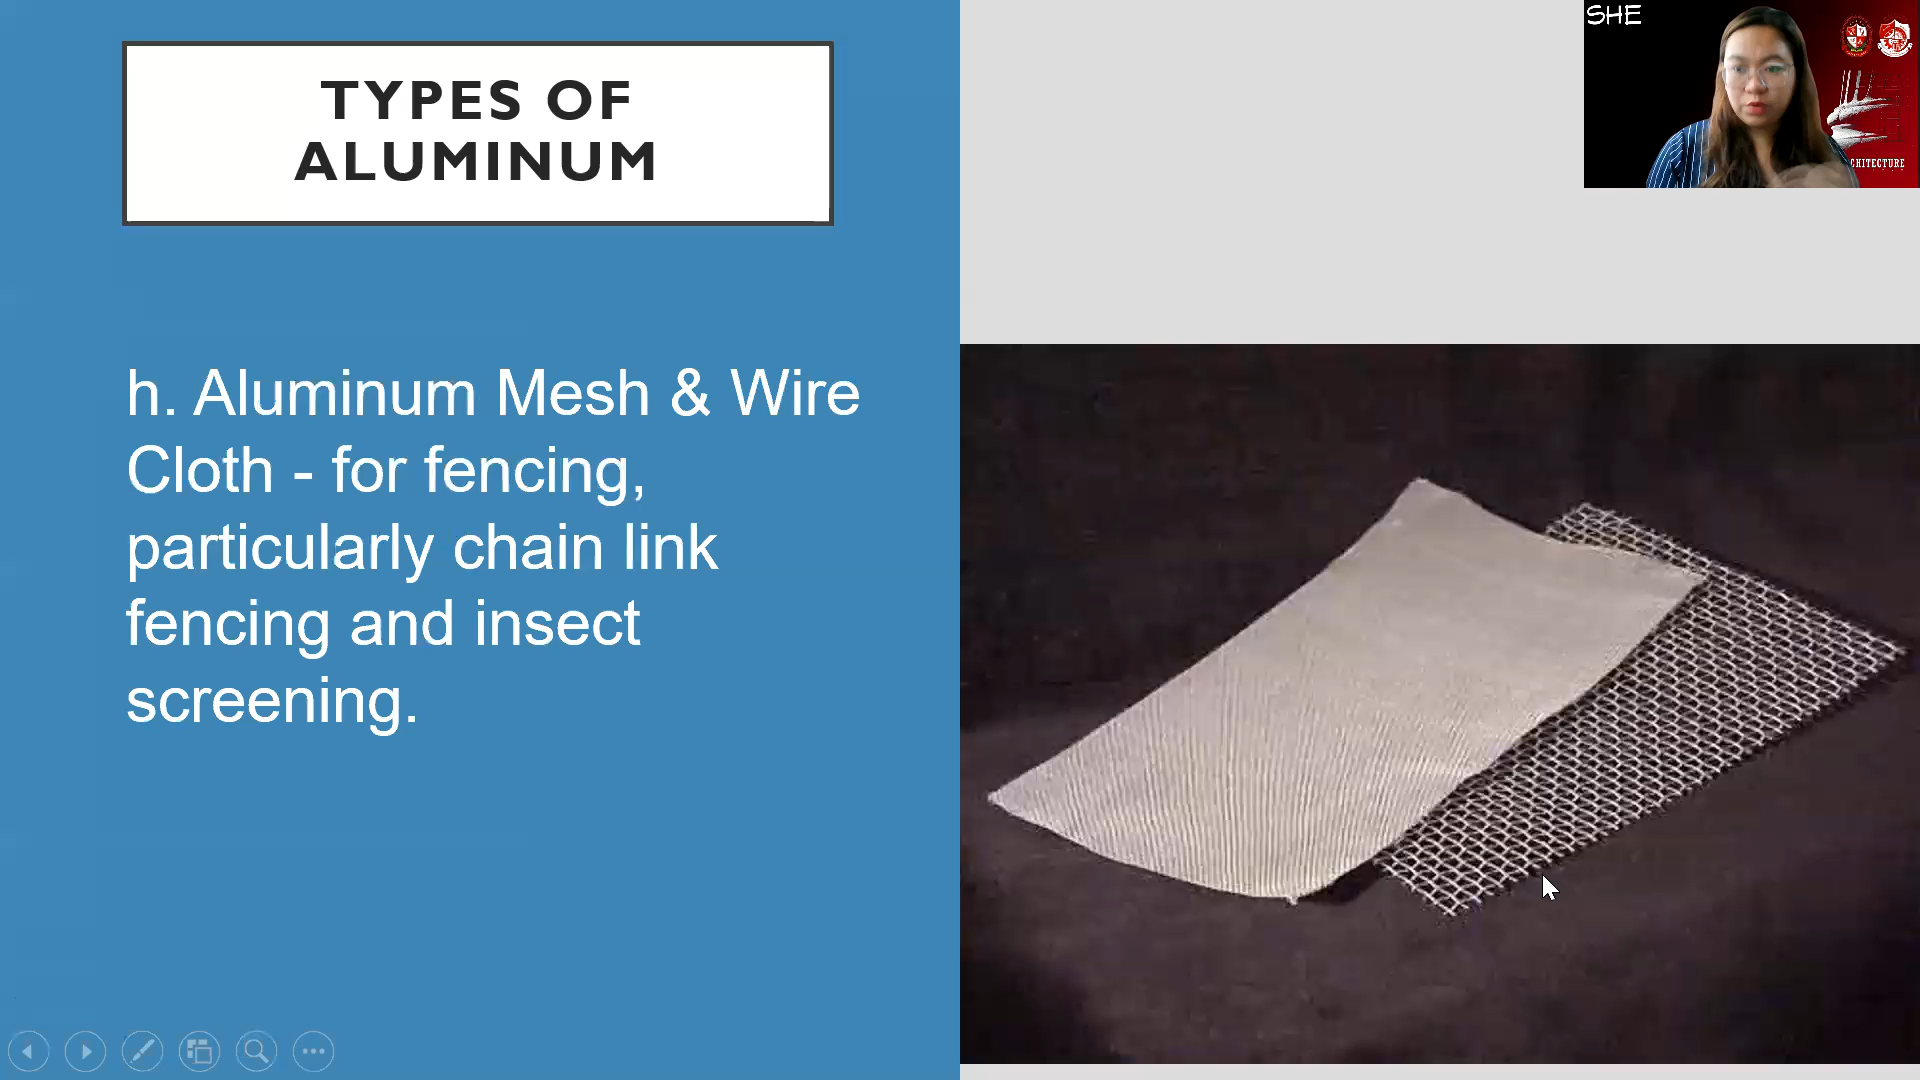 TYPES OF
ALUMINUM
h. Aluminum Mesh & Wire
Cloth - for fencing,
particularly chain link
fencing and insect
screening.
SHE
CHITECTURE